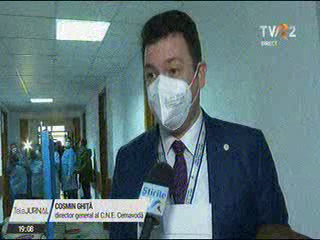 TVR2
DIRECT
Știrile
TeleJURNAL
19:08
COSMIN GHIȚĂ
director general al C.N.E. Cernavodă